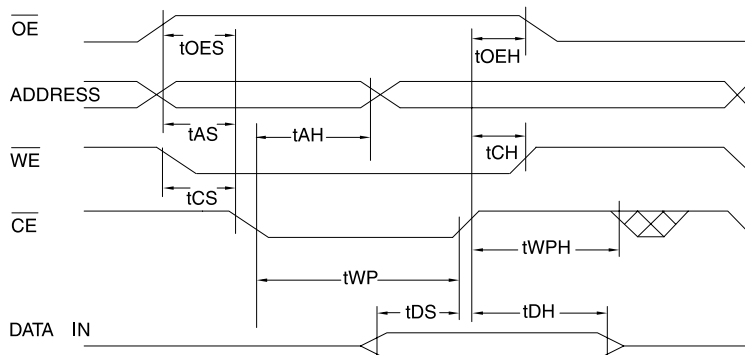 OE
tOES
tOEH
ADDRESS
tAS
tAH
tCH
WE
tCS
CE
tWPH
tWP
tDS
tDH
DATA IN